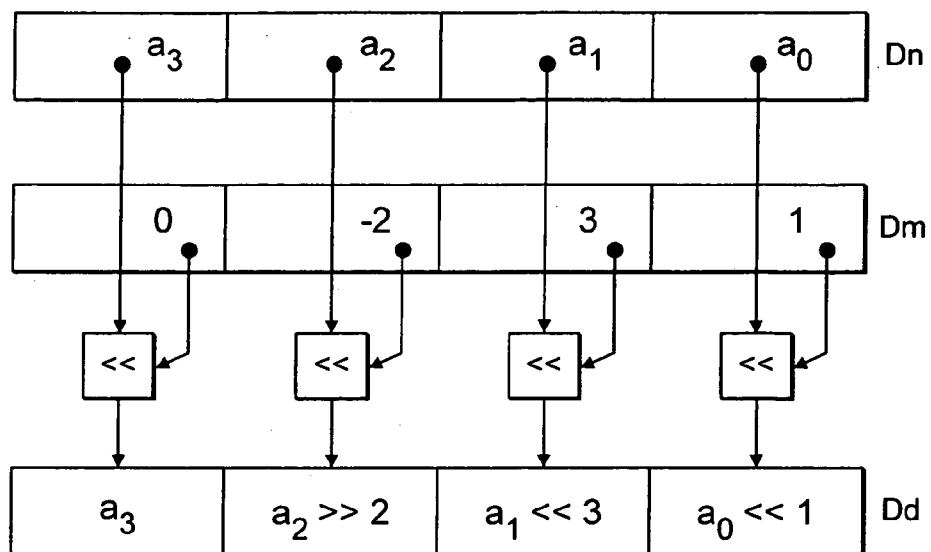 a₃ a₂ a₁ a₀ Dn
0 -2 3 1 Dm
<< << << <<
a₃ a₂ >> 2 a₁ << 3 a₀ << 1 Dd